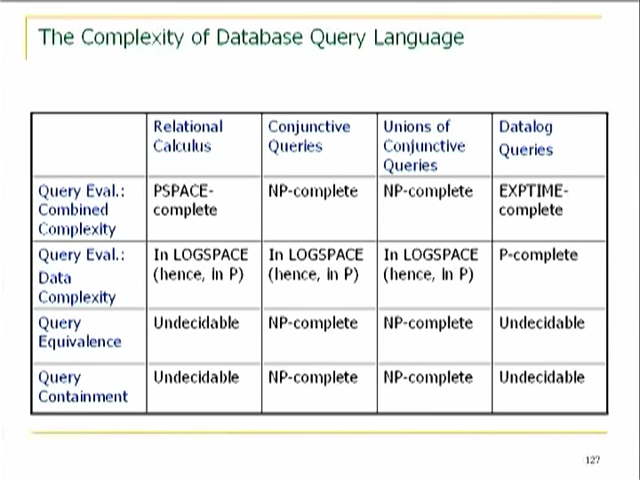 The Complexity of Database Query Language
Relational Calculus | Conjunctive Queries | Unions of Conjunctive Queries | Datalog Queries
Query Eval.: Combined Complexity | PSPACE-complete | NP-complete | NP-complete | EXPTIME-complete
Query Eval.: Data Complexity | In LOGSPACE (hence, in P) | In LOGSPACE (hence, in P) | In LOGSPACE (hence, in P) | P-complete
Query Equivalence | Undecidable | NP-complete | NP-complete | Undecidable
Query Containment | Undecidable | NP-complete | NP-complete | Undecidable
127